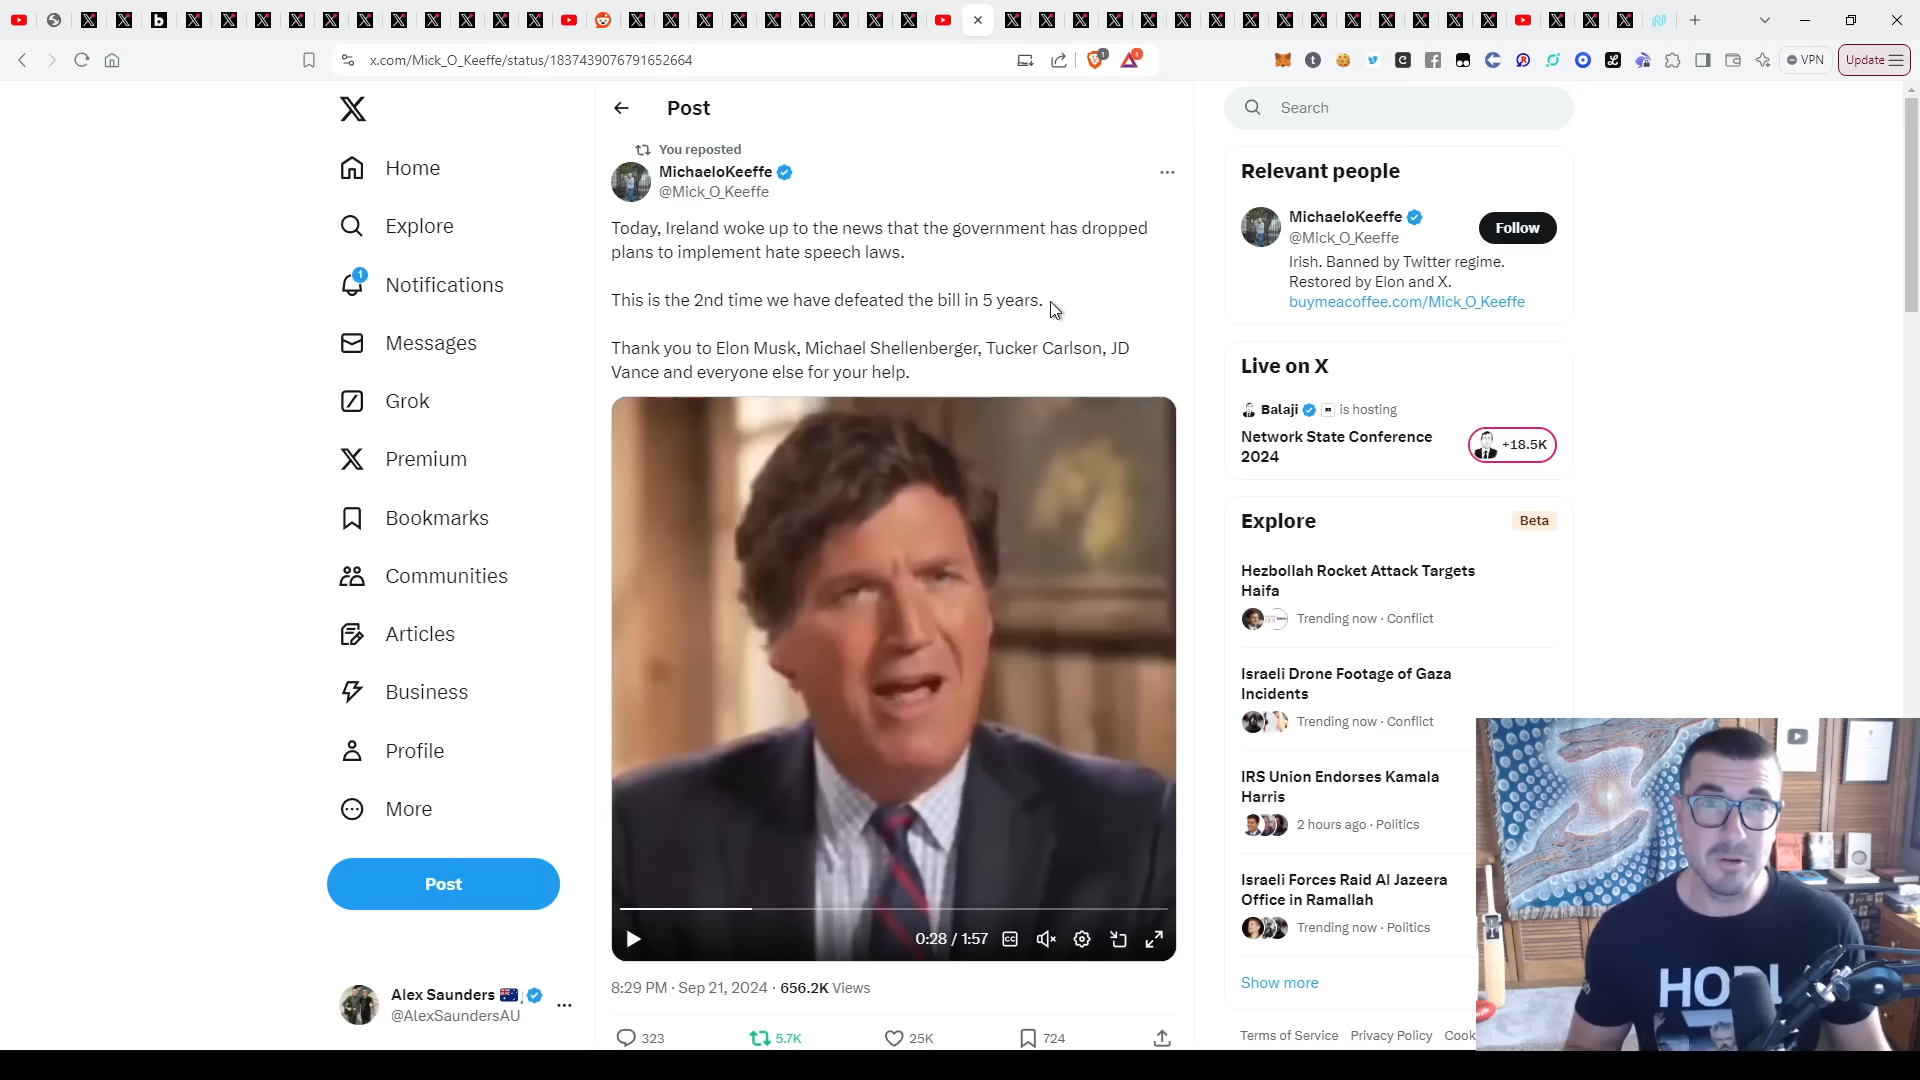 x.com/Mick_O_Keeffe/status/1837439076791652664
1
1
VPN
Update
Home
Explore
1
Notifications
Messages
Grok
Premium
Bookmarks
Communities
Articles
Business
Profile
More
Post
Alex Saunders
@AlexSaundersAU
Post
You reposted
MichaeloKeeffe
@Mick_O_Keeffe
Today, Ireland woke up to the news that the government has dropped
plans to implement hate speech laws.
This is the 2nd time we have defeated the bill in 5 years.
Thank you to Elon Musk, Michael Shellenberger, Tucker Carlson, JD
Vance and everyone else for your help.
0:28 / 1:57
CC
8:29 PM · Sep 21, 2024 · 656.2K Views
323
5.7K
25K
724
Search
Relevant people
MichaeloKeeffe
@Mick_O_Keeffe
Follow
Irish. Banned by Twitter regime.
Restored by Elon and X.
buymeacoffee.com/Mick_O_Keeffe
Live on X
Balaji is hosting
Network State Conference
2024
+18.5K
Explore
Beta
Hezbollah Rocket Attack Targets
Haifa
Trending now · Conflict
Israeli Drone Footage of Gaza
Incidents
Trending now · Conflict
IRS Union Endorses Kamala
Harris
2 hours ago · Politics
Israeli Forces Raid Al Jazeera
Office in Ramallah
Trending now · Politics
Show more
Terms of Service Privacy Policy Cook